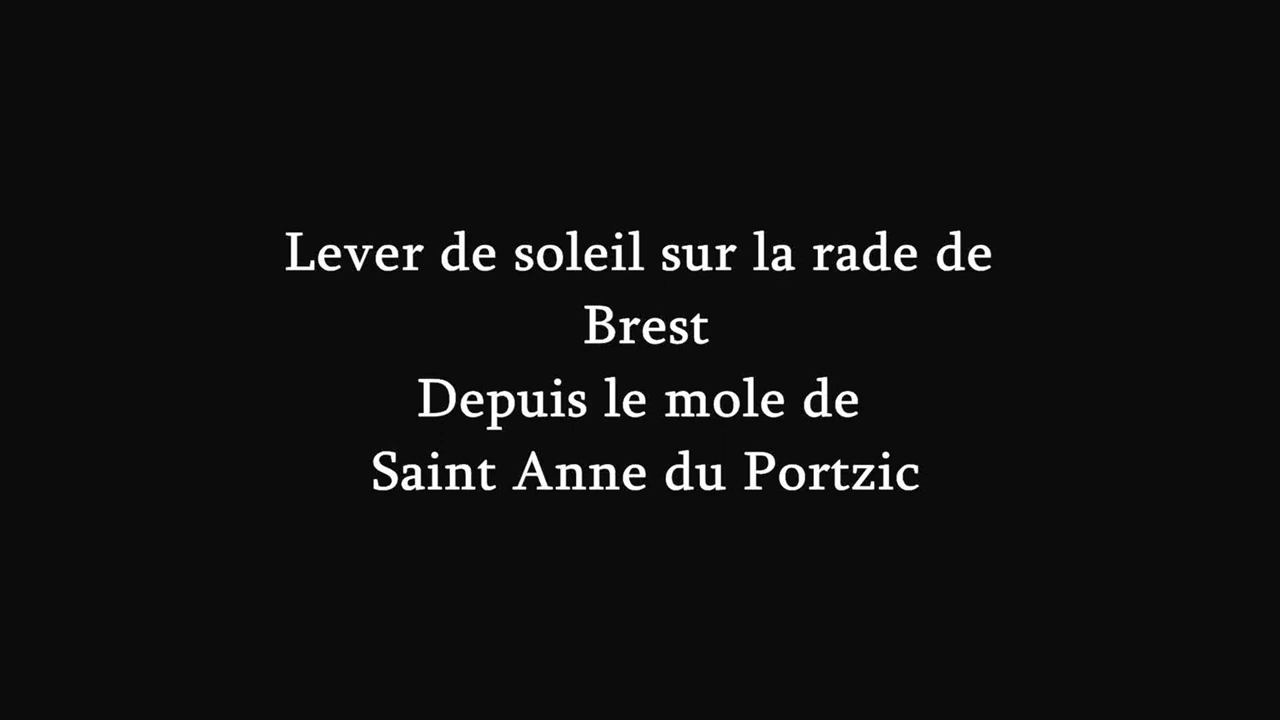 Lever de soleil sur la rade de
Brest
Depuis le mole de
Saint Anne du Portzic